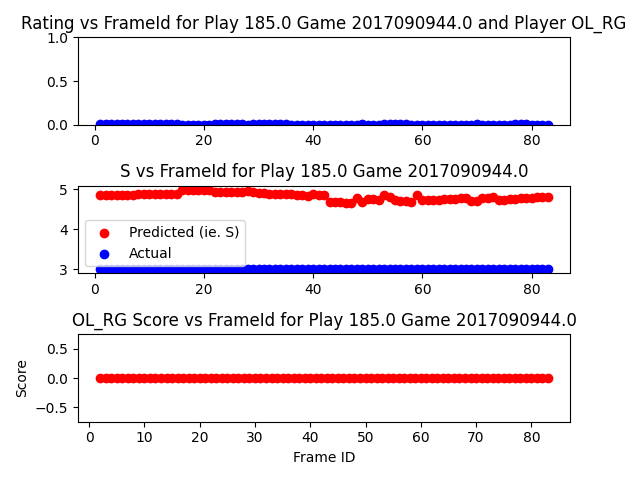 Rating vs FrameId for Play 185.0 Game 2017090944.0 and Player OL_RG
1.0
0.5
0.0
0 20 40 60 80
S vs FrameId for Play 185.0 Game 2017090944.0
5
4
3
Predicted (ie. S)
Actual
0 20 40 60 80
OL_RG Score vs FrameId for Play 185.0 Game 2017090944.0
Score
0.5
0.0
−0.5
0 10 20 30 40 50 60 70 80
Frame ID